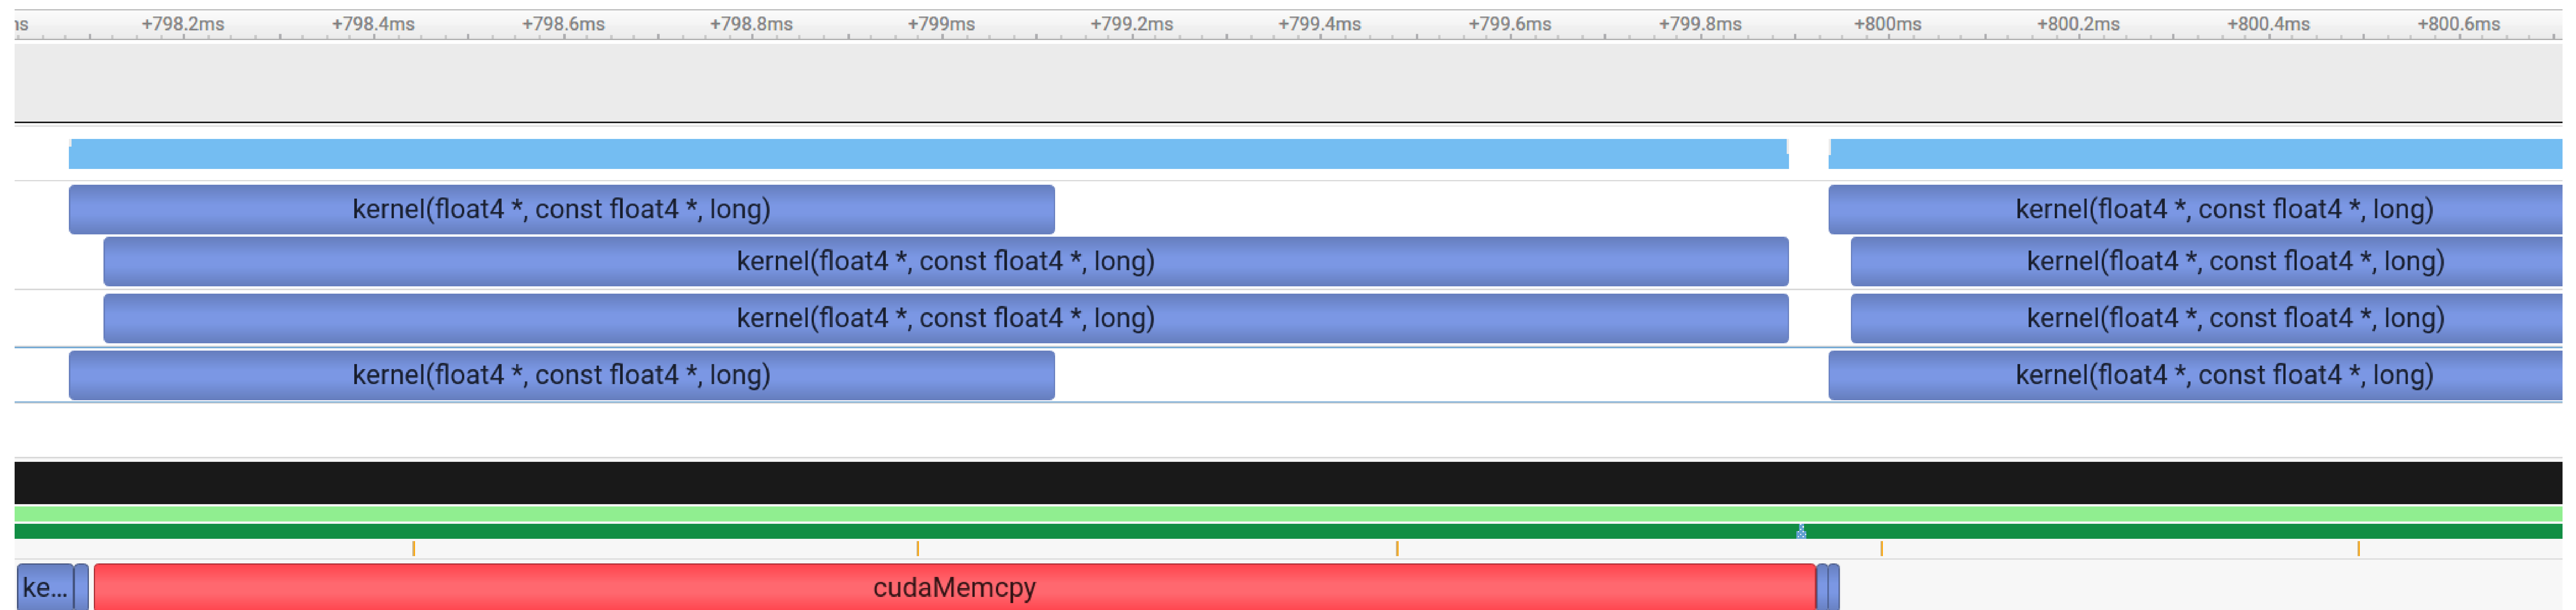 ns +798.2ms +798.4ms +798.6ms +798.8ms +799ms +799.2ms +799.4ms +799.6ms +799.8ms +800ms +800.2ms +800.4ms +800.6ms
kernel(float4 *, const float4 *, long) kernel(float4 *, const float4 *, long)
kernel(float4 *, const float4 *, long) kernel(float4 *, const float4 *, long)
kernel(float4 *, const float4 *, long) kernel(float4 *, const float4 *, long)
kernel(float4 *, const float4 *, long) kernel(float4 *, const float4 *, long)
ke... cudaMemcpy